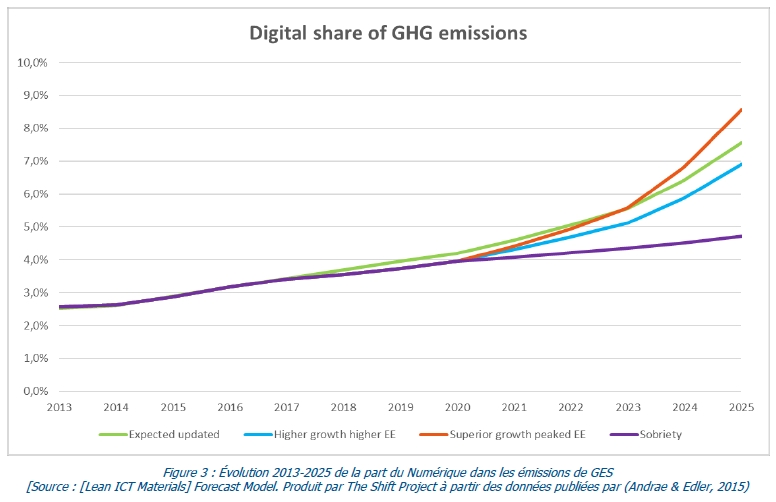 Digital share of GHG emissions
10,0%
9,0%
8,0%
7,0%
6,0%
5,0%
4,0%
3,0%
2,0%
1,0%
0,0%
2013 2014 2015 2016 2017 2018 2019 2020 2021 2022 2023 2024 2025
Expected updated Higher growth higher EE Superior growth peaked EE Sobriety
Figure 3 : Évolution 2013-2025 de la part du Numérique dans les émissions de GES
[Source : [Lean ICT Materials] Forecast Model. Produit par The Shift Project à partir des données publiées par (Andrae & Edler, 2015)